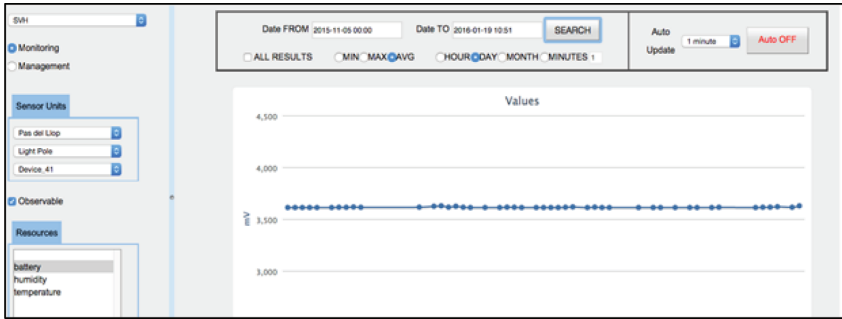 SVH
Monitoring
Management
Sensor Units
Pas del Llop
Light Pole
Device_41
Observable
Resources
battery
humidity
temperature
Date FROM 2015-11-05 00:00 Date TO 2016-01-19 10:51 SEARCH
ALL RESULTS MIN MAX AVG HOUR DAY MONTH MINUTES 1
Auto Update 1 minute Auto OFF
Values
4,500
4,000
3,500
3,000
mV